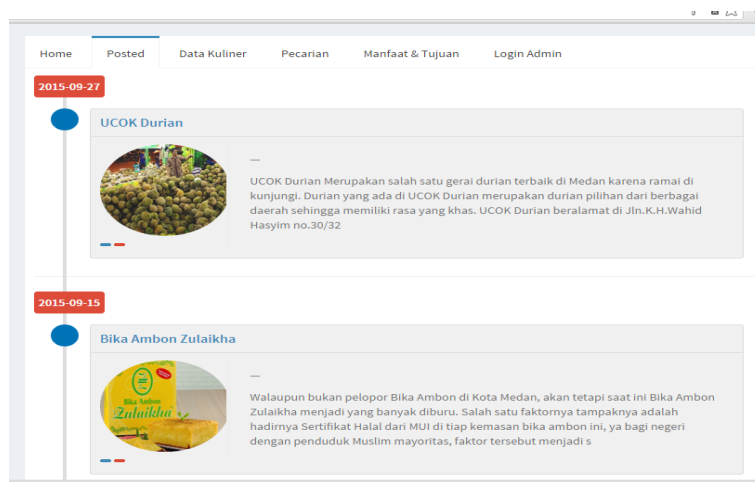 Home Posted Data Kuliner Pecarian Manfaat & Tujuan Login Admin
2015-09-27
UCOK Durian
—
UCOK Durian Merupakan salah satu gerai durian terbaik di Medan karena ramai di
kunjungi. Durian yang ada di UCOK Durian merupakan durian pilihan dari berbagai
daerah sehingga memiliki rasa yang khas. UCOK Durian beralamat di Jln.K.H.Wahid
Hasyim no.30/32
2015-09-15
Bika Ambon Zulaikha
Bika Ambon
Zulaikha
—
Walaupun bukan pelopor Bika Ambon di Kota Medan, akan tetapi saat ini Bika Ambon
Zulaikha menjadi yang banyak diburu. Salah satu faktornya tampaknya adalah
hadirnya Sertifikat Halal dari MUI di tiap kemasan bika ambon ini, ya bagi negeri
dengan penduduk Muslim mayoritas, faktor tersebut menjadi s